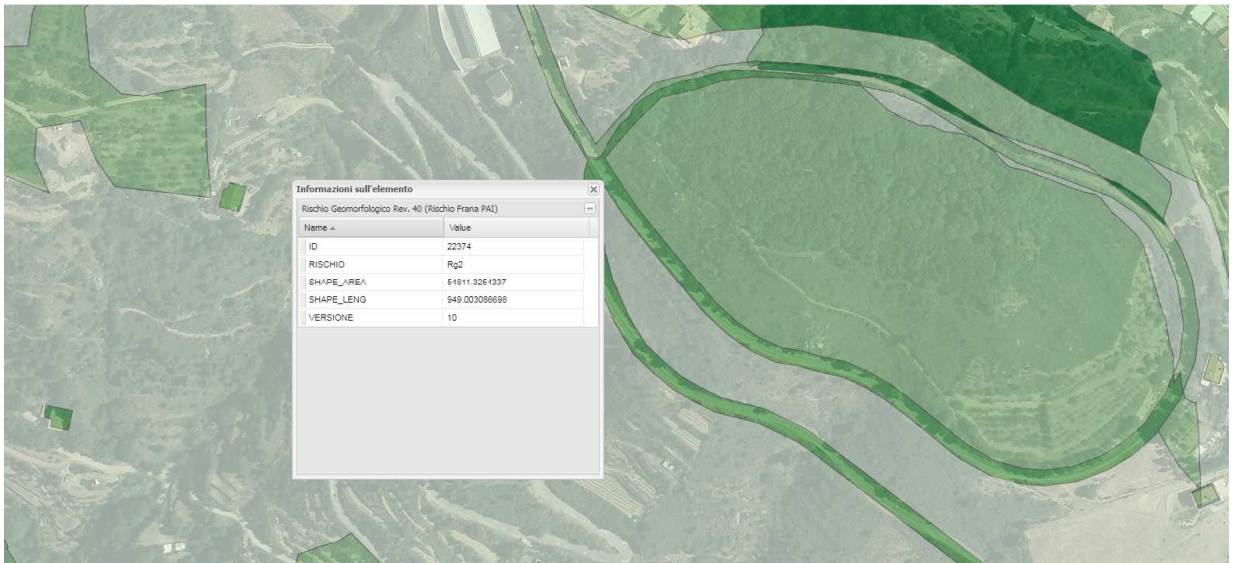 Informazioni sull'elemento
Rischio Geomorfologico Rev. 40 (Rischio Frana PAI)
Name Value
ID 22374
RISCHIO Rg2
SHAPE_AREA 54811.3254337
SHAPE_LENG 949.003086698
VERSIONE 10